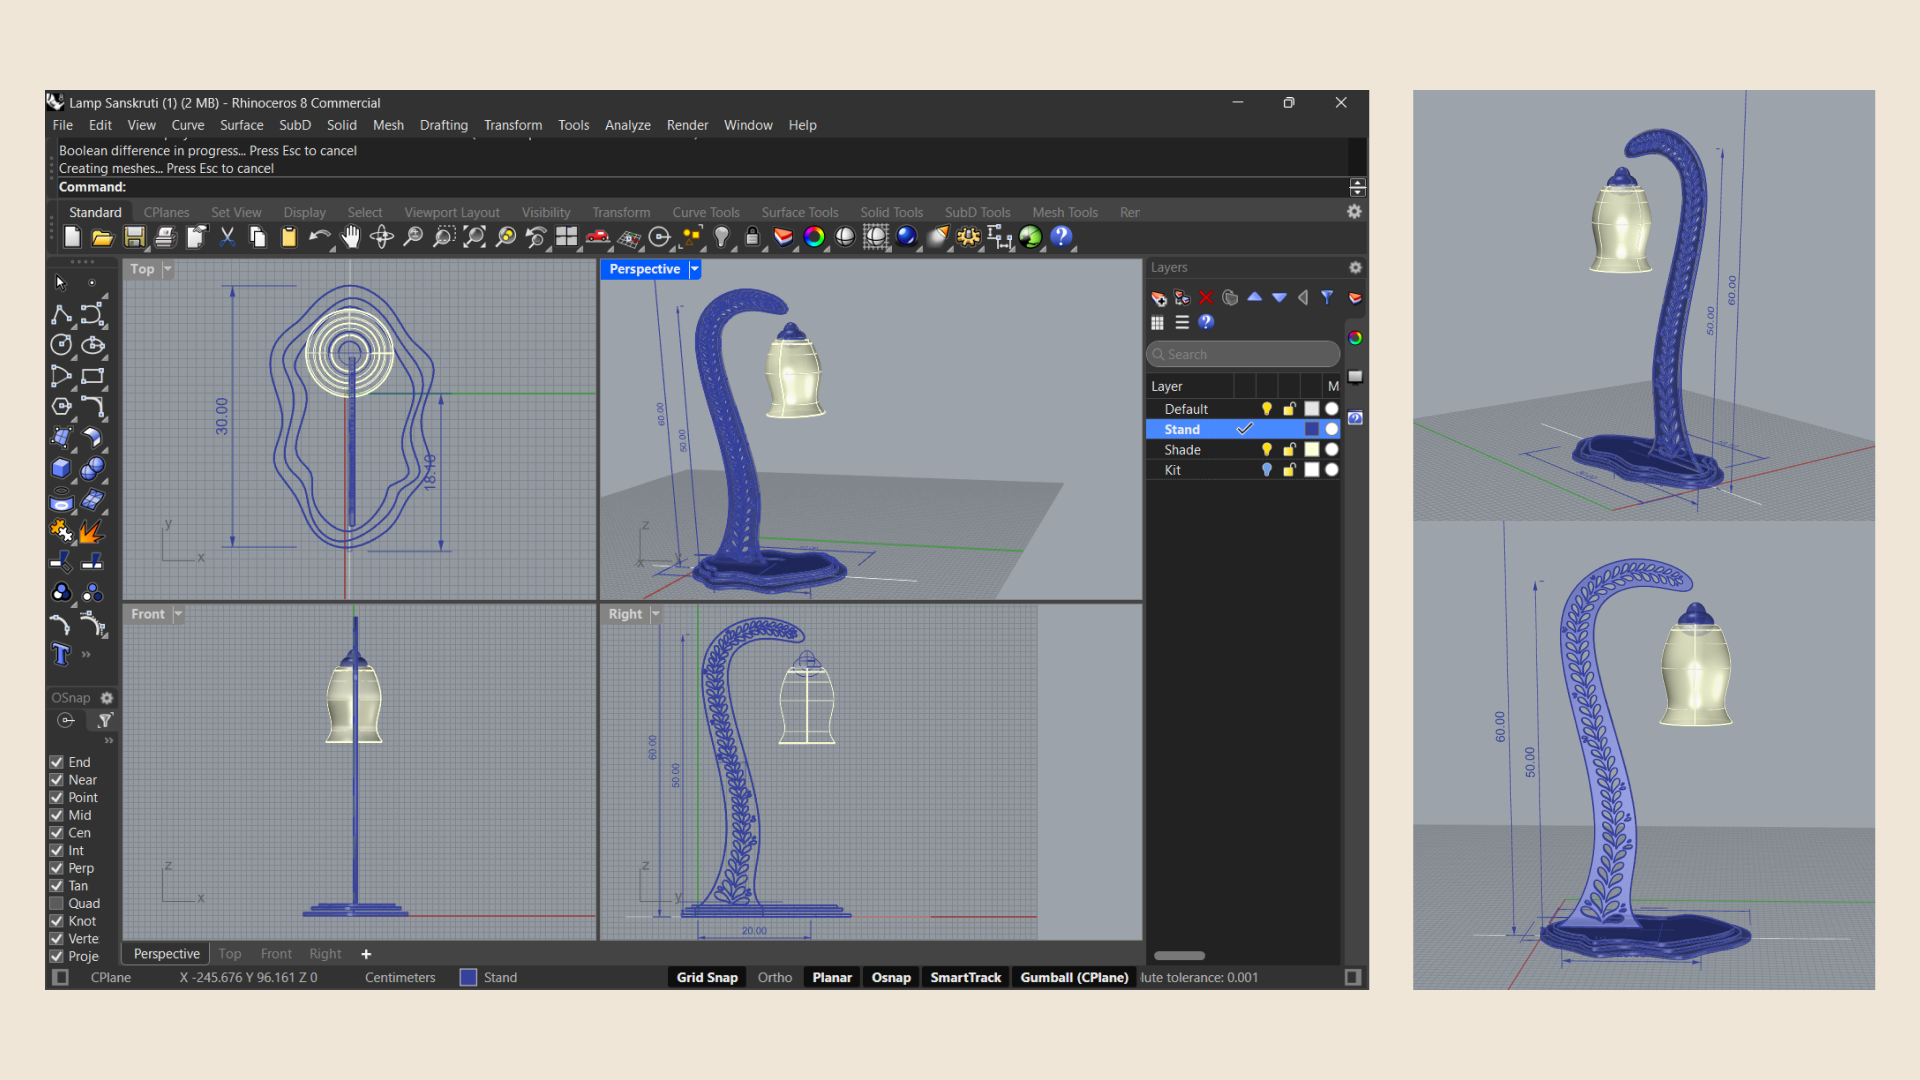 Lamp Sanskruti (1) (2 MB) - Rhinoceros 8 Commercial
File Edit View Curve Surface SubD Solid Mesh Drafting Transform Tools Analyze Render Window Help
Boolean difference in progress... Press Esc to cancel
Creating meshes... Press Esc to cancel
Command:
Standard CPlanes Set View Display Select Viewport Layout Visibility Transform Curve Tools Surface Tools Solid Tools SubD Tools Mesh Tools Rer
Top
30.00
18.10
y
x
Perspective
60.00
50.00
z
y
x
Front
z
x
Right
60.00
50.00
20.00
z
y
Layers
Search
Layer M
Default
Stand
Shade
Kit
OSnap
End
Near
Point
Mid
Cen
Int
Perp
Tan
Quad
Knot
Verte
Proje
Perspective Top Front Right +
CPlane X -245.676 Y 96.161 Z 0 Centimeters Stand Grid Snap Ortho Planar Osnap SmartTrack Gumball (CPlane) lute tolerance: 0.001
60.00
50.00
60.00
50.00